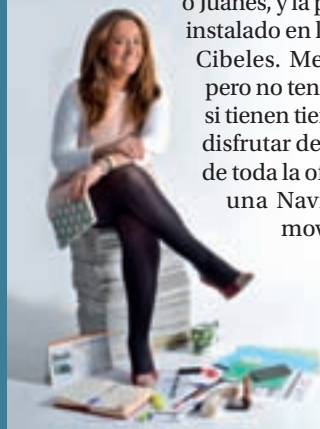 o Juanes, y la p
instalado en l
Cibeles. Me
pero no ten
si tienen tie
disfrutar de
de toda la o
una Navi
mov